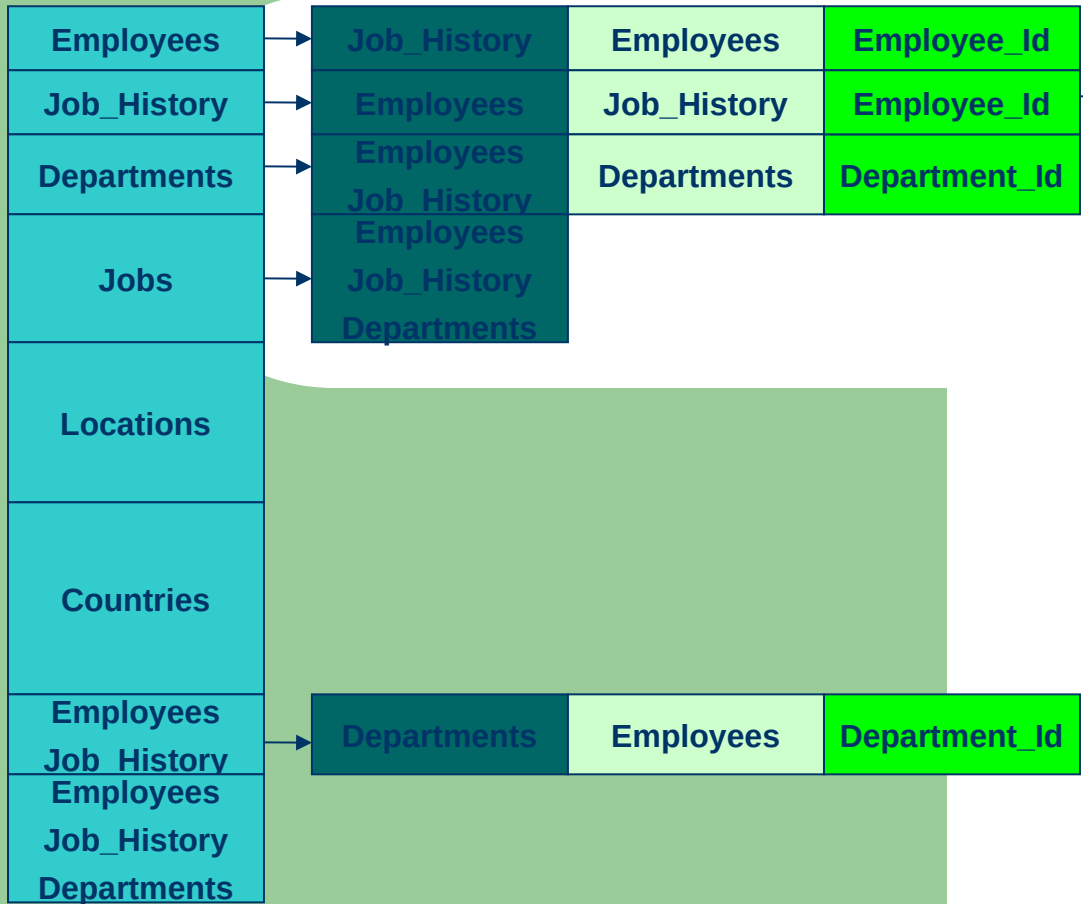 Employees Job_History Employees Employee_Id
Job_History Employees Job_History Employee_Id
Employees
Departments Departments Department_Id
Job_History
Employees
Jobs Job_History
Departments
Locations
Countries
Employees
Departments Employees Department_Id
Job_History
Employees
Job_History
Departments